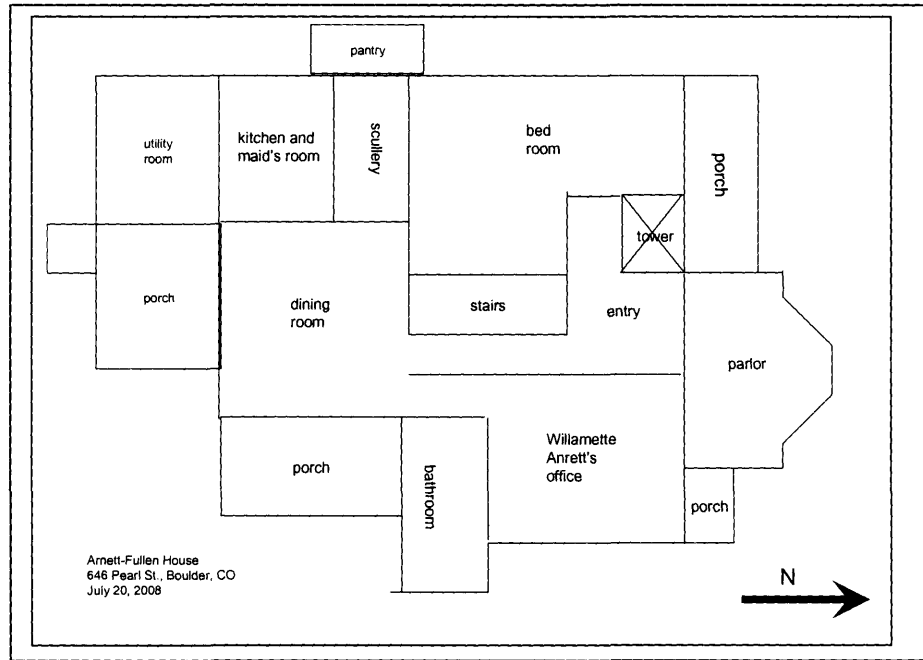 pantry
utility
room
kitchen and
maid's room
scullery
bed
room
porch
tower
porch
dining
room
stairs
entry
parlor
porch
bathroom
Willamette
Anrett's
office
porch
Arnett-Fullen House
646 Pearl St., Boulder, CO
July 20, 2008
N